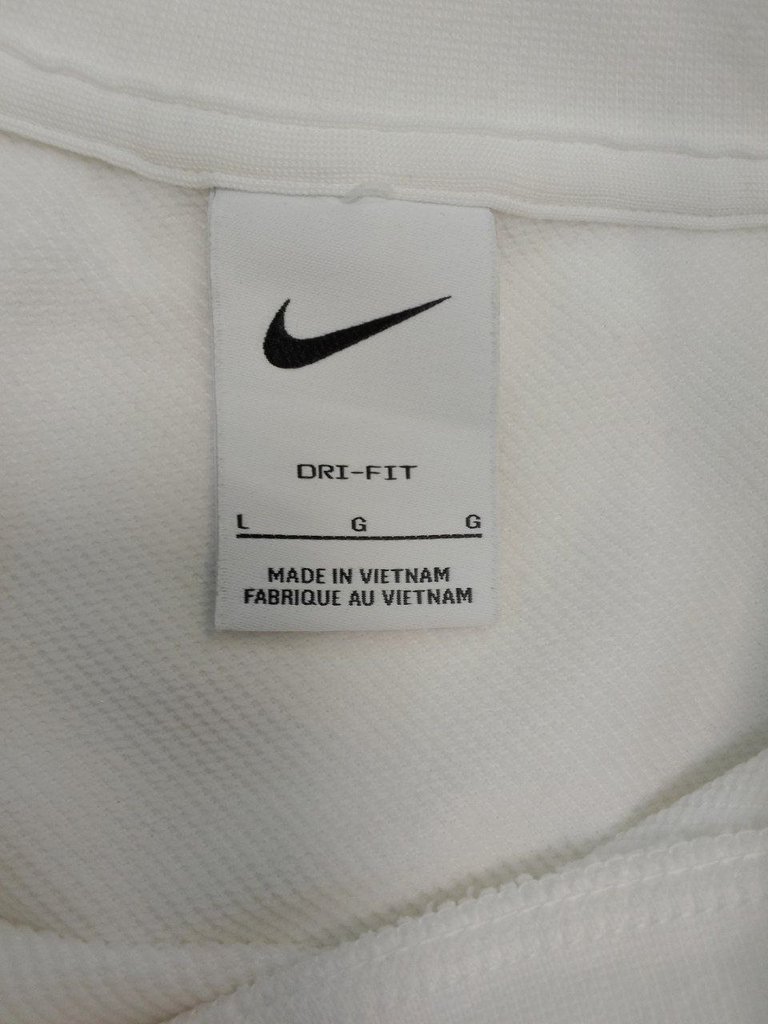 DRI-FIT
L G G
MADE IN VIETNAM
FABRIQUE AU VIETNAM